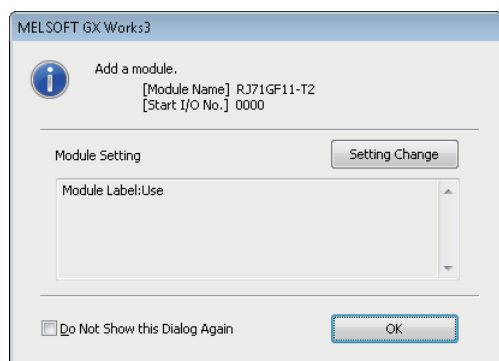 MELSOFT GX Works3
Add a module.
[Module Name] RJ71GF11-T2
[Start I/O No.] 0000
Module Setting
Setting Change
Module Label:Use
Do Not Show this Dialog Again
OK